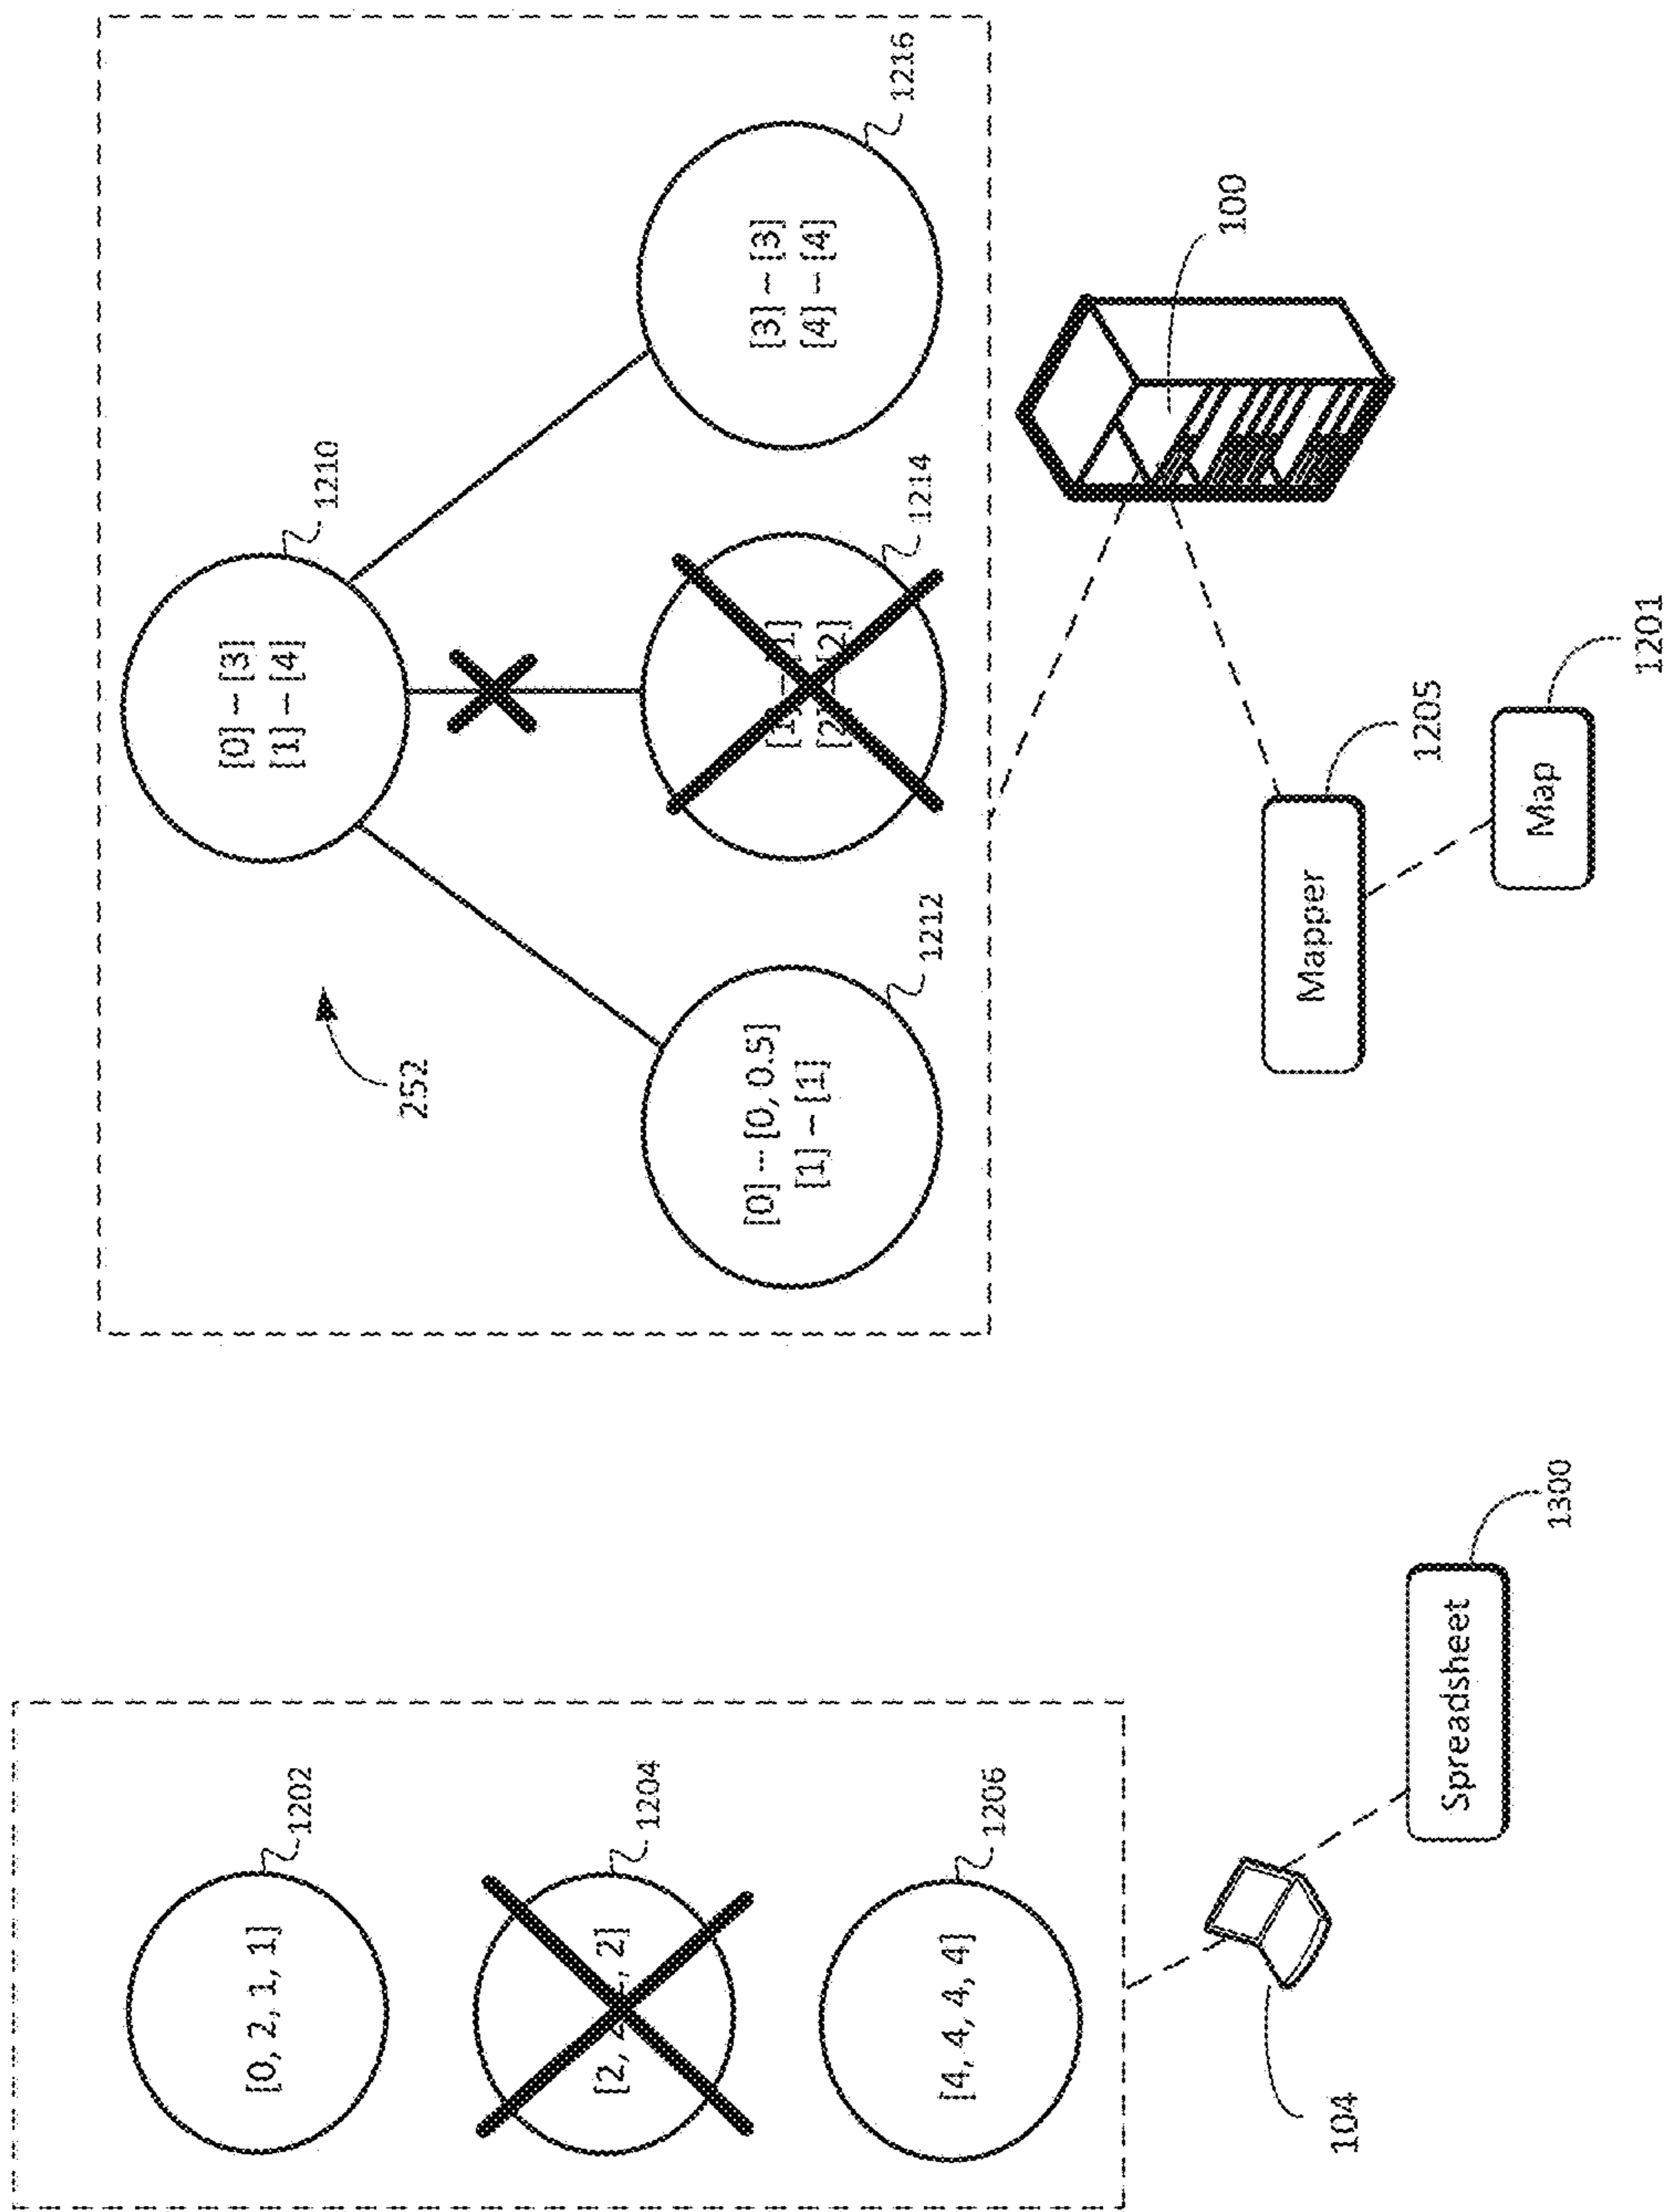 [0, 2, 1, 1]
1202
1204
[4, 4, 4, 4]
1206
104
Spreadsheet
1300
252
[0] – [3]
[1] – [4]
1210
[0] – [0, 0.5]
[1] – [1]
1212
1214
[3] – [3]
[4] – [4]
1216
100
Mapper
1205
Map
1201